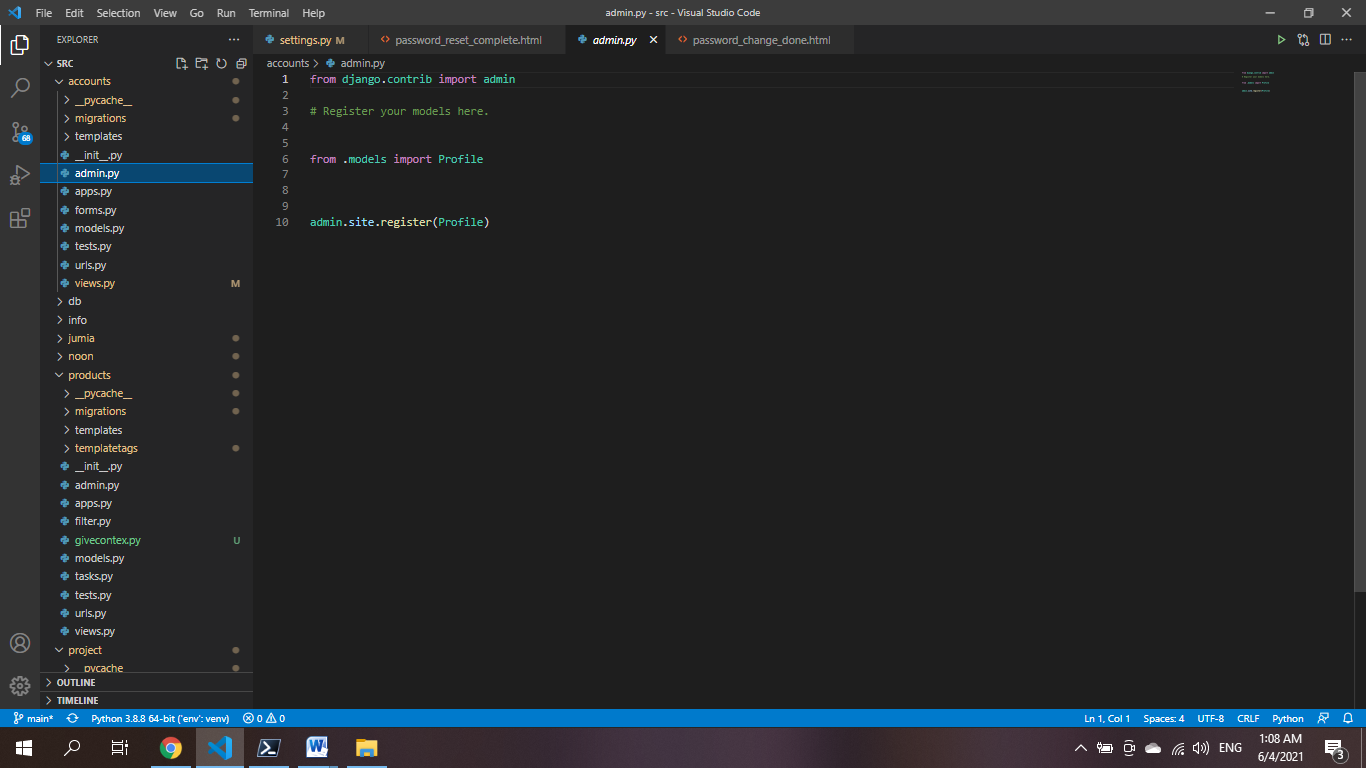 File Edit Selection View Go Run Terminal Help
admin.py - src - Visual Studio Code
EXPLORER
settings.py M
password_reset_complete.html
admin.py
password_change_done.html
SRC
accounts
__pycache__
migrations
templates
__init__.py
admin.py
apps.py
forms.py
models.py
tests.py
urls.py
views.py M
db
info
jumia
noon
products
__pycache__
migrations
templates
templatetags
__init__.py
admin.py
apps.py
filter.py
givecontex.py U
models.py
tasks.py
tests.py
urls.py
views.py
project
__pycache__
OUTLINE
TIMELINE
68
accounts > admin.py
1 from django.contrib import admin
2
3 # Register your models here.
4
5
6 from .models import Profile
7
8
9
10 admin.site.register(Profile)
main* Python 3.8.8 64-bit ('env': venv) 0 0
Ln 1, Col 1 Spaces: 4 UTF-8 CRLF Python
ENG
1:08 AM
6/4/2021
3